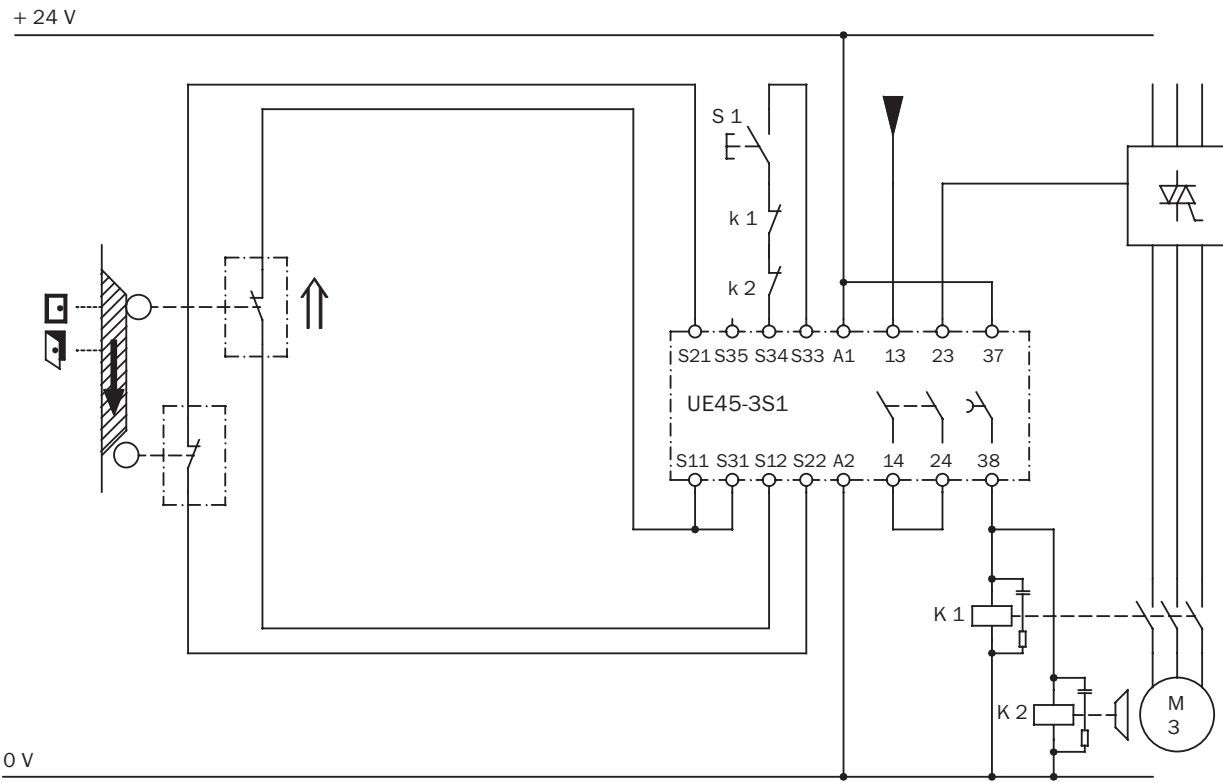 + 24 V
S 1
k 1
k 2
S21 S35 S34 S33 A1 13 23 37
UE45-3S1
S11 S31 S12 S22 A2 14 24 38
K 1
K 2
M
3
0 V